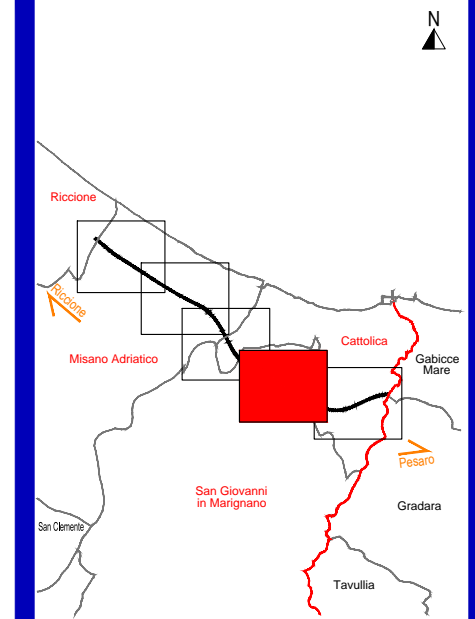 N
Riccione
Riccione
Misano Adriatico
Cattolica
Gabicce
Mare
Pesaro
San Giovanni
in Marignano
Gradara
San Clemente
Tavullia